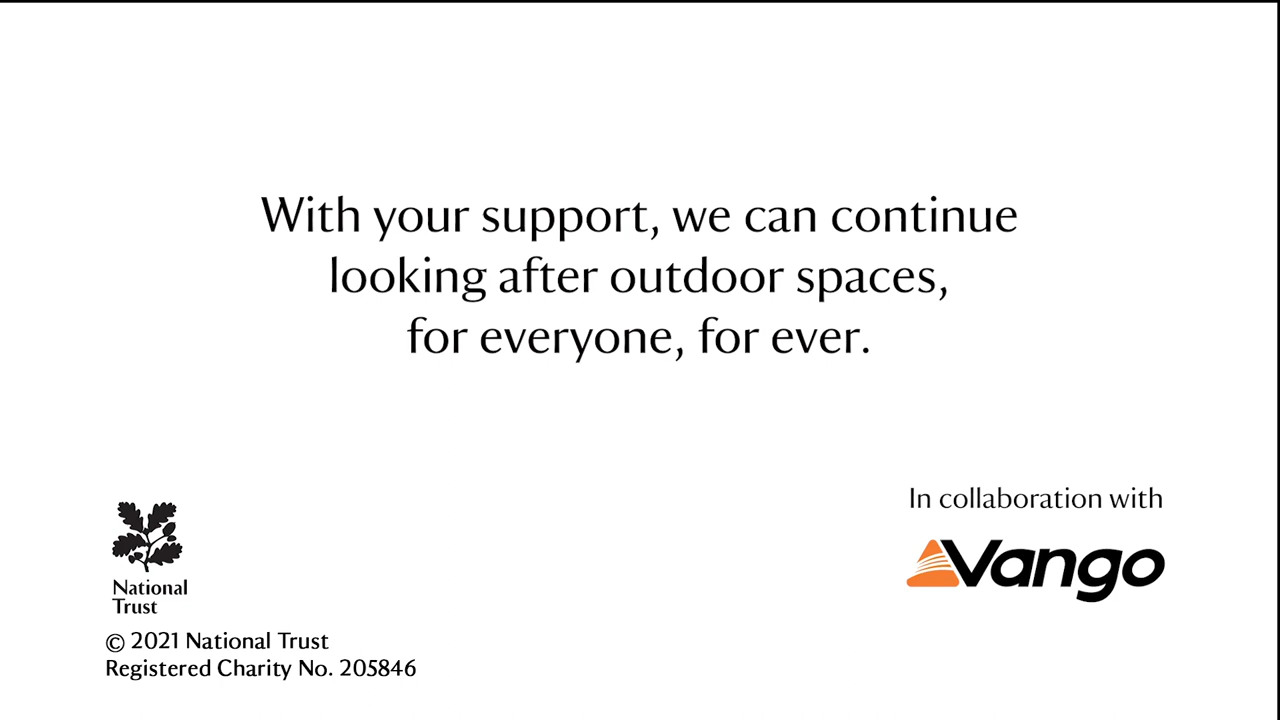 With your support, we can continue
looking after outdoor spaces,
for everyone, for ever.
In collaboration with
Vango
National
Trust
© 2021 National Trust
Registered Charity No. 205846